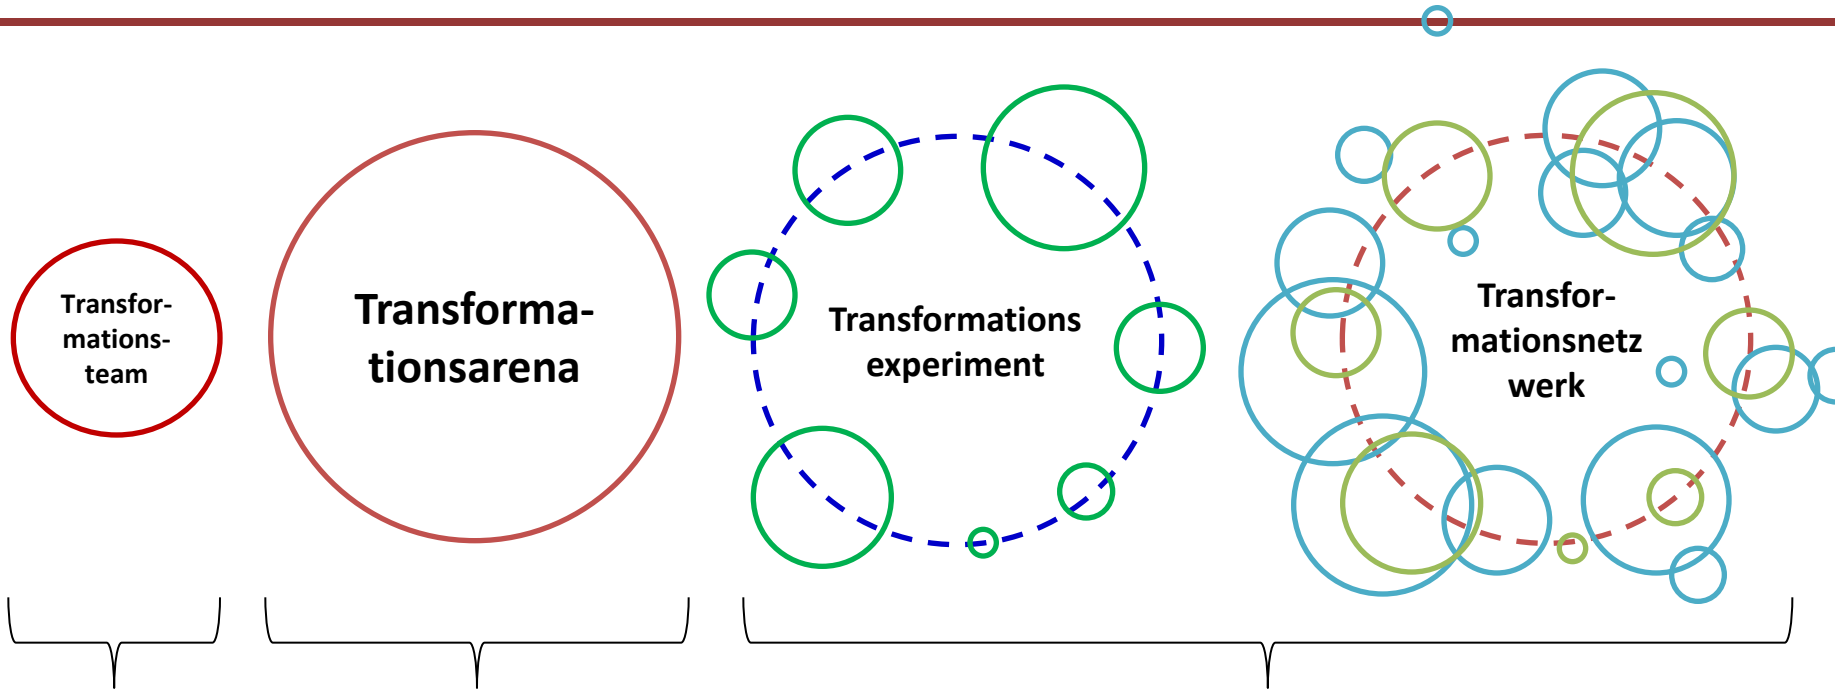 Transfor-
mations-
team
Transforma-
tionsarena
Transformations
experiment
Transfor-
mationsnetz
werk